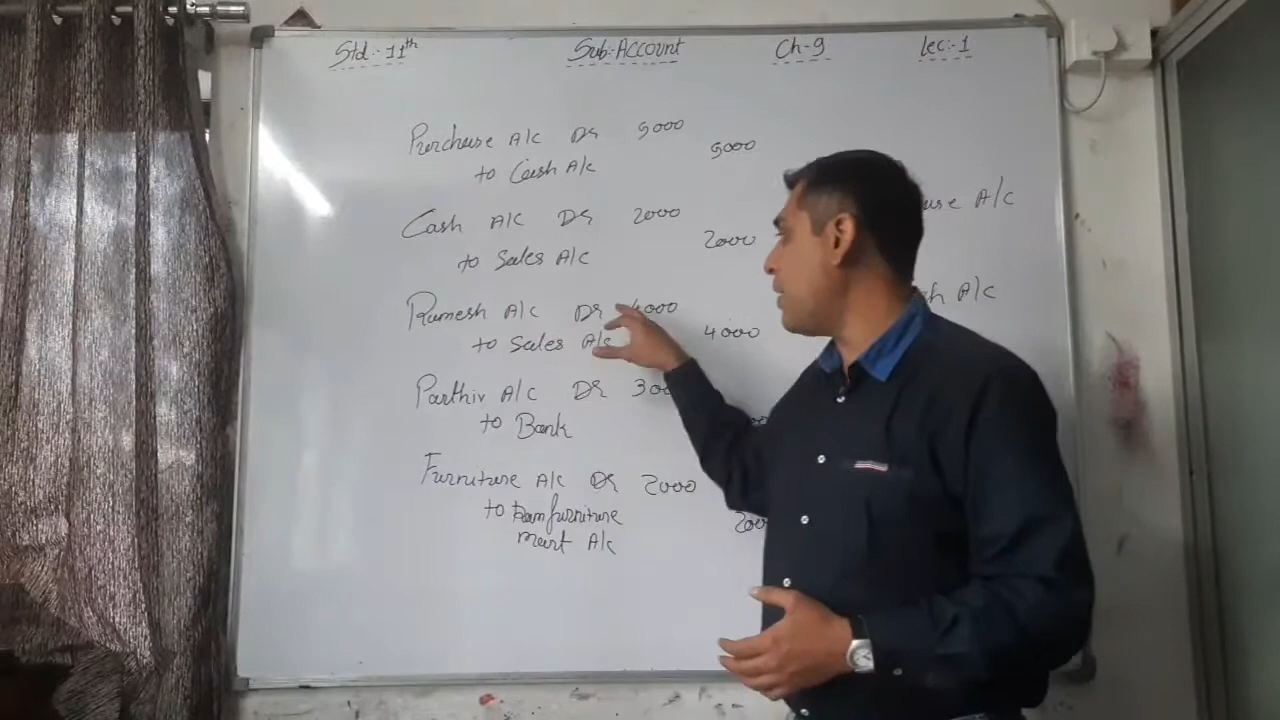 Std:- 11th Sub:- Account Ch-9 Lec:-1
Purchase A/c Dr 5000
to Cash A/c 5000
Cash A/c Dr 2000
to Sales A/c 2000
Ramesh A/c Dr 4000
to Sales A/c 4000
Parthiv A/c Dr
to Bank
Furniture A/c Dr 2000
to furniture
mart A/c
A/c
A/c